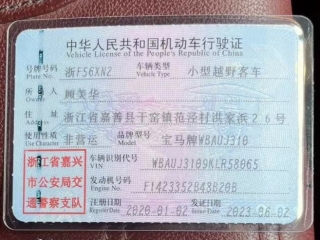 中华人民共和国机动车行驶证
Vehicle License of the People's Republic of China
号牌号码 浙F56XN2 车辆类型 小型越野客车
Plate No. Vehicle Type
所有人 顾美华
住址 浙江省嘉善县干窑镇范泾村洪家浜26号
使用性质 非营运 品牌型号 宝马牌WBAUJ310
Use Character
浙江省嘉兴
市公安局交
通警察支队
车辆识别代号 WBAUJ3109KLR58065
VIN
发动机号码 F1423352B48B20B
注册日期 2020-01-02 发证日期 2023-06-02
Register Date